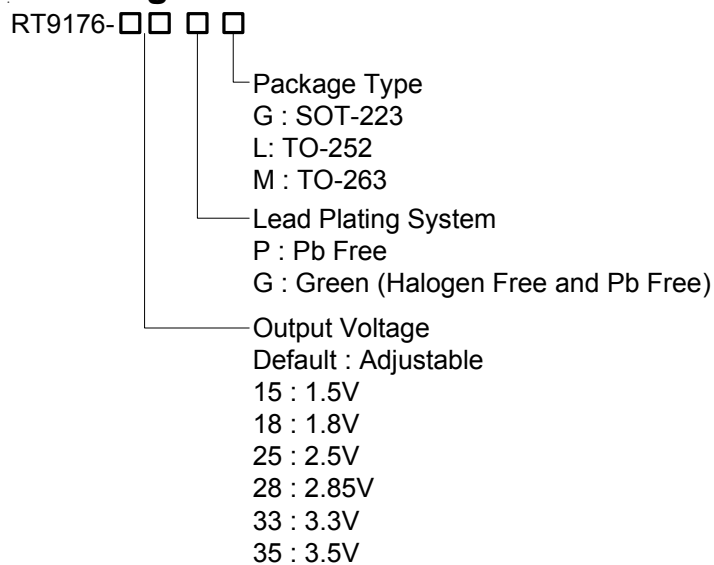 RT9176-□□ □ □
Package Type
G : SOT-223
L: TO-252
M : TO-263
Lead Plating System
P : Pb Free
G : Green (Halogen Free and Pb Free)
Output Voltage
Default : Adjustable
15 : 1.5V
18 : 1.8V
25 : 2.5V
28 : 2.85V
33 : 3.3V
35 : 3.5V